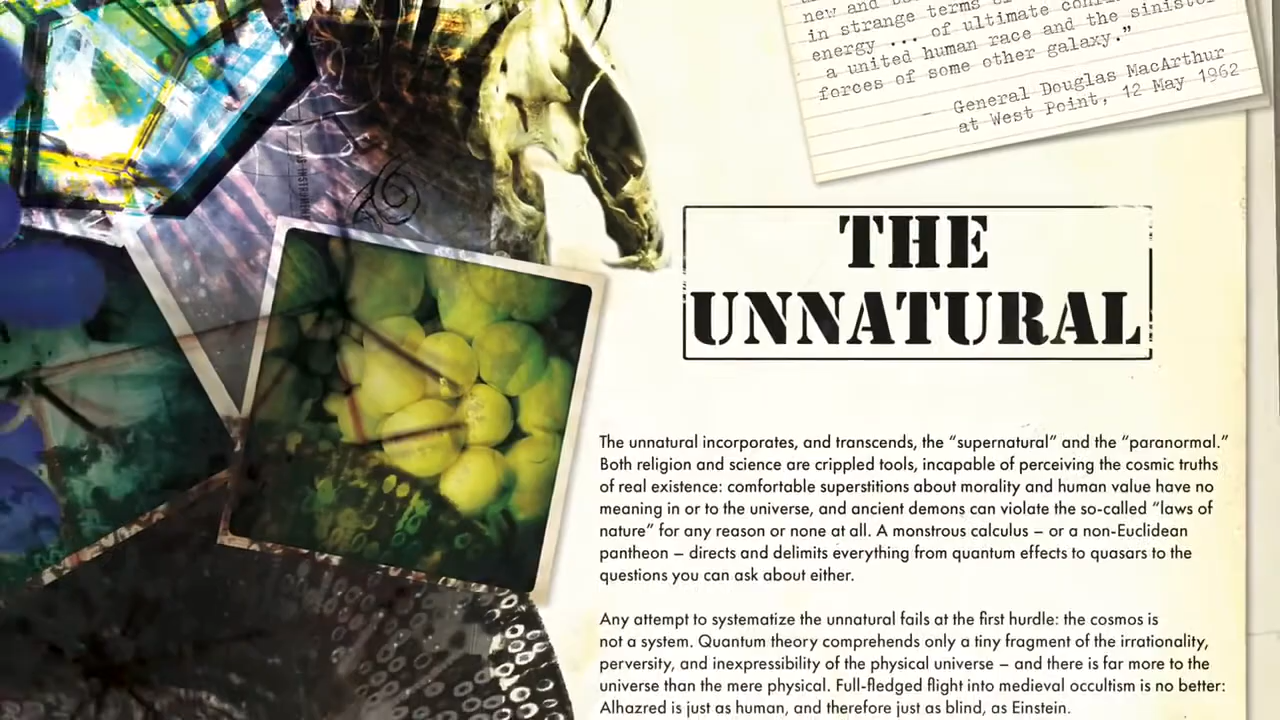 new and
in strange terms
energy ... of ultimate
a united human race and the sinister
forces of some other galaxy.”
General Douglas MacArthur
at West Point, 12 May 1962
THE
UNNATURAL
The unnatural incorporates, and transcends, the “supernatural” and the “paranormal.”
Both religion and science are crippled tools, incapable of perceiving the cosmic truths
of real existence: comfortable superstitions about morality and human value have no
meaning in or to the universe, and ancient demons can violate the so-called “laws of
nature” for any reason or none at all. A monstrous calculus – or a non-Euclidean
pantheon – directs and delimits everything from quantum effects to quasars to the
questions you can ask about either.
Any attempt to systematize the unnatural fails at the first hurdle: the cosmos is
not a system. Quantum theory comprehends only a tiny fragment of the irrationality,
perversity, and inexpressibility of the physical universe – and there is far more to the
universe than the mere physical. Full-fledged flight into medieval occultism is no better:
Alhazred is just as human, and therefore just as blind, as Einstein.